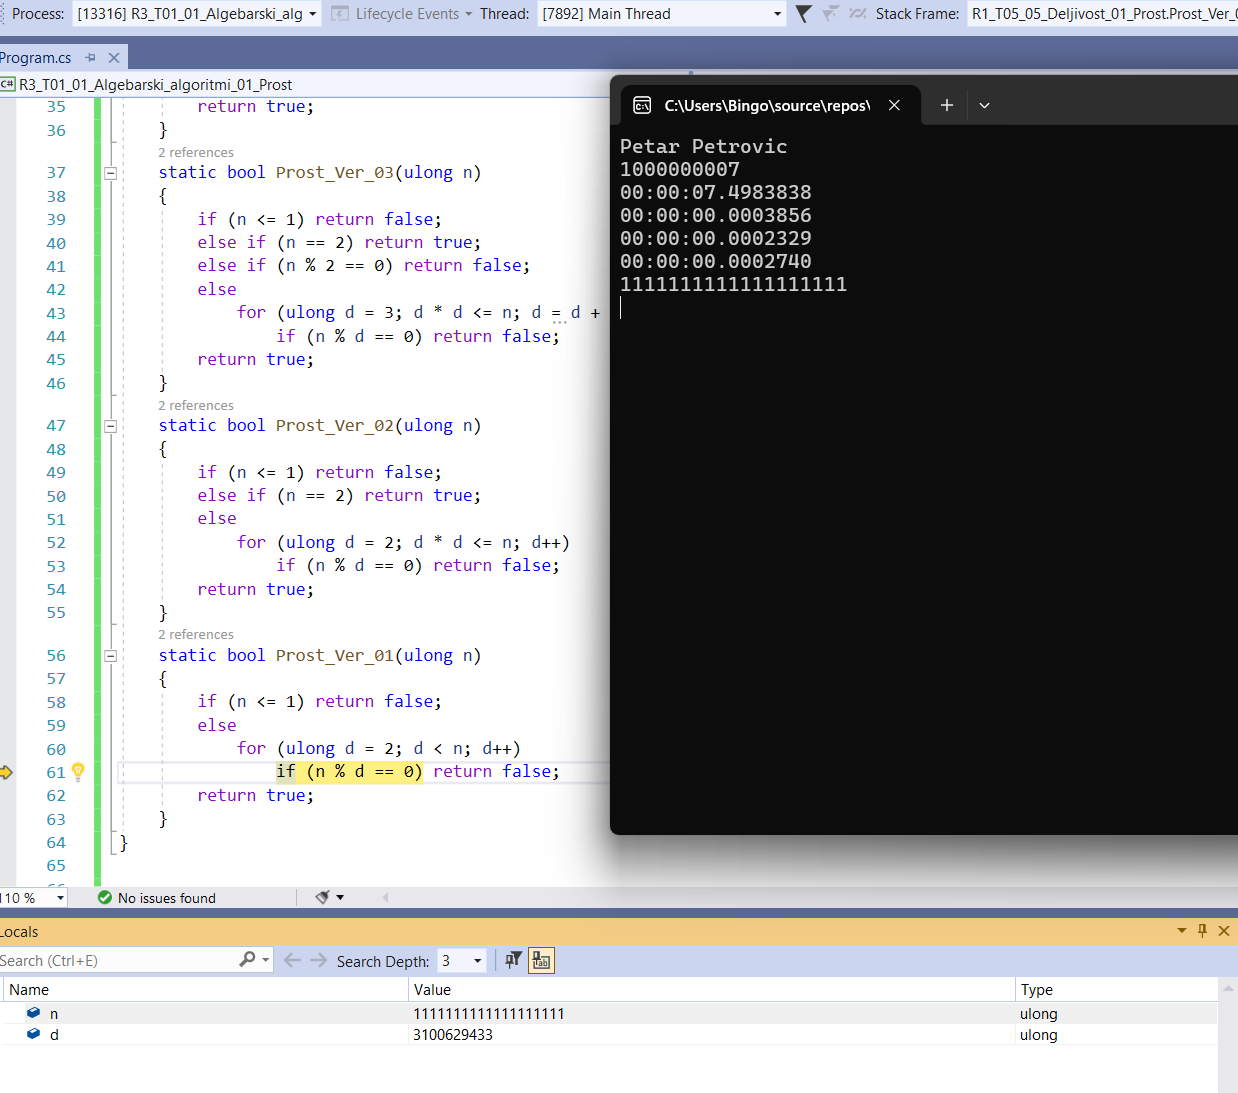 Process: [13316] R3_T01_01_Algebarski_alg Lifecycle Events Thread: [7892] Main Thread Stack Frame: R1_T05_05_Deljivost_01_Prost.Prost_Ver_0
Program.cs
C# R3_T01_01_Algebarski_algoritmi_01_Prost
35 return true;
36 }
2 references
37 static bool Prost_Ver_03(ulong n)
38 {
39 if (n <= 1) return false;
40 else if (n == 2) return true;
41 else if (n % 2 == 0) return false;
42 else
43 for (ulong d = 3; d * d <= n; d = d +
44 if (n % d == 0) return false;
45 return true;
46 }
2 references
47 static bool Prost_Ver_02(ulong n)
48 {
49 if (n <= 1) return false;
50 else if (n == 2) return true;
51 else
52 for (ulong d = 2; d * d <= n; d++)
53 if (n % d == 0) return false;
54 return true;
55 }
2 references
56 static bool Prost_Ver_01(ulong n)
57 {
58 if (n <= 1) return false;
59 else
60 for (ulong d = 2; d < n; d++)
61 if (n % d == 0) return false;
62 return true;
63 }
64 }
65
C:\Users\Bingo\source\repos\
Petar Petrovic
1000000007
00:00:07.4983838
00:00:00.0003856
00:00:00.0002329
00:00:00.0002740
1111111111111111111
110 % No issues found
Locals
Search (Ctrl+E) Search Depth: 3
Name Value Type
n 1111111111111111111 ulong
d 3100629433 ulong